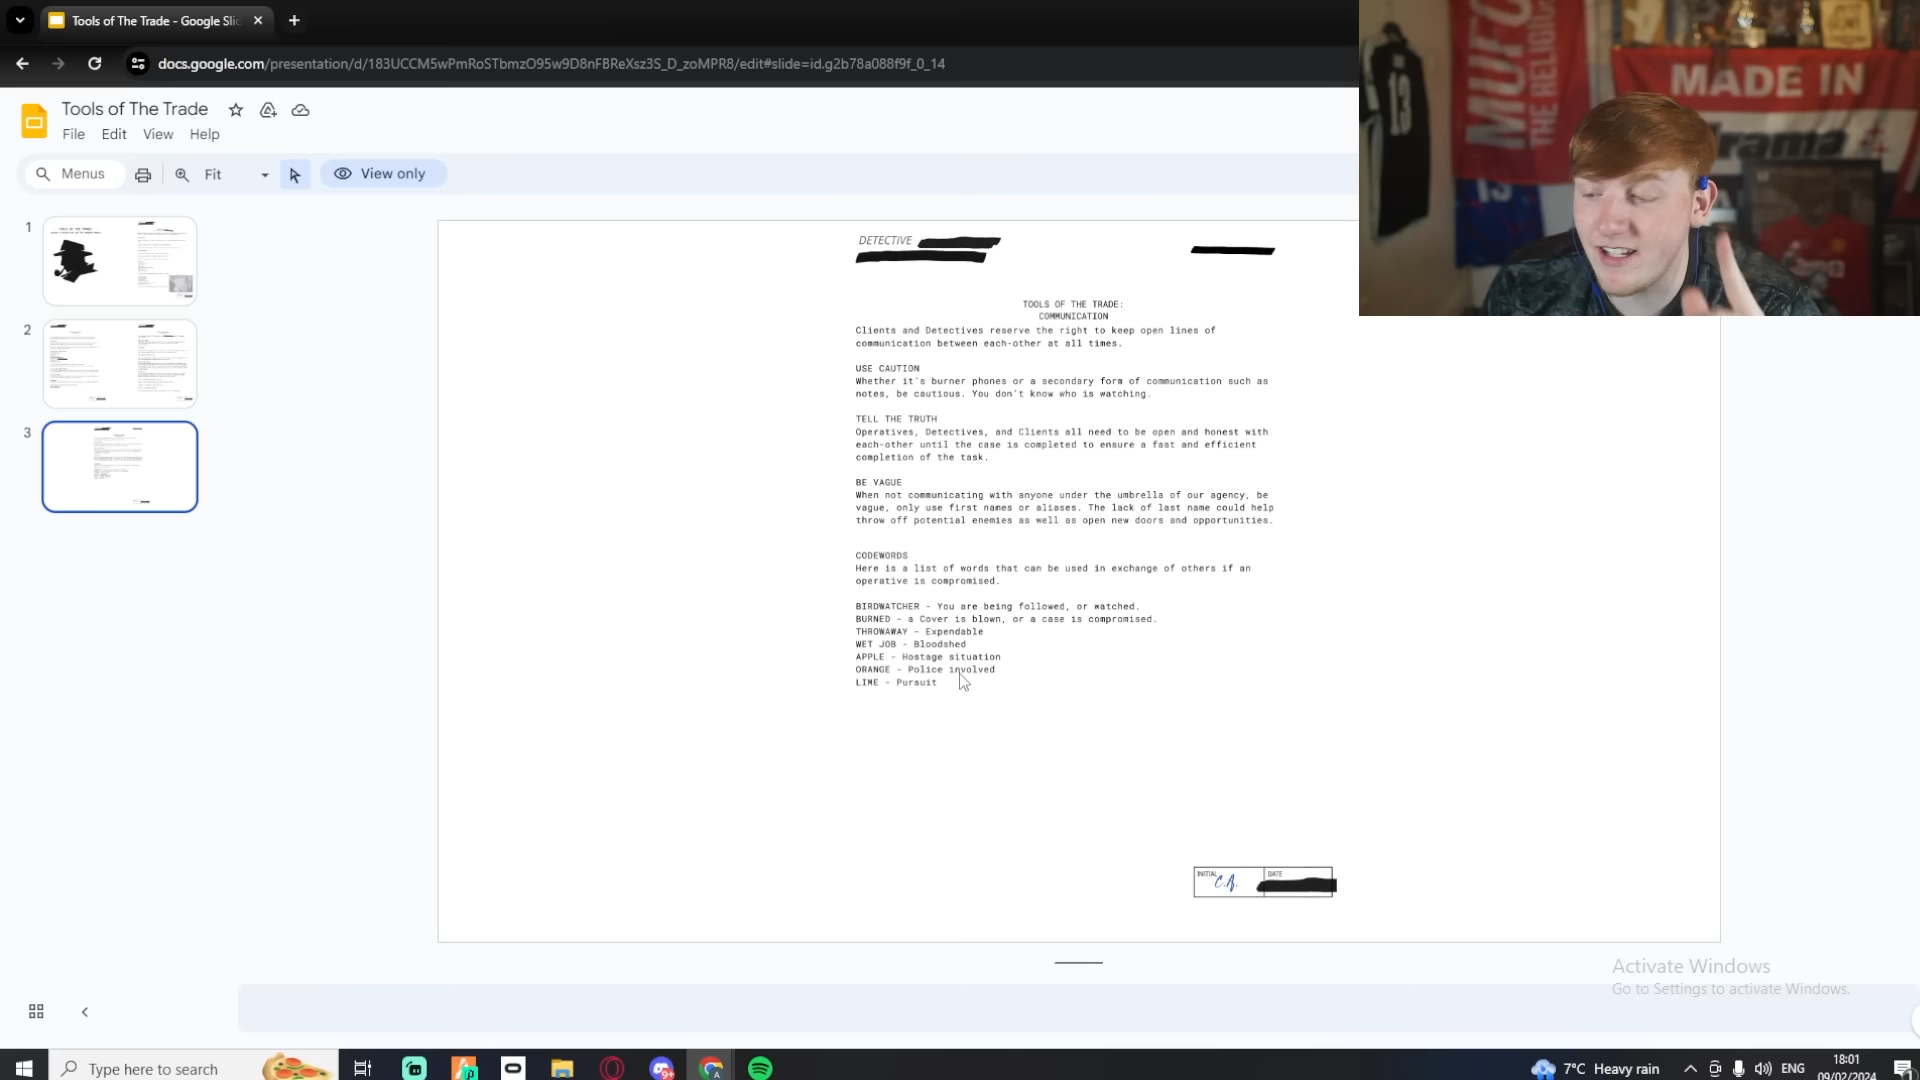 Tools of The Trade - Google Sli
docs.google.com/presentation/d/183UCCM5wPmRoSTbmzO95w9D8nFBReXsz3S_D_zoMPR8/edit#slide=id.g2b78a088f9f_0_14
Tools of The Trade
File Edit View Help
Menus Fit View only
1
2
3
DETECTIVE
TOOLS OF THE TRADE:
COMMUNICATION
Clients and Detectives reserve the right to keep open lines of
communication between each-other at all times.
USE CAUTION
Whether it's burner phones or a secondary form of communication such as
notes, be cautious. You don't know who is watching.
TELL THE TRUTH
Operatives, Detectives, and Clients all need to be open and honest with
each-other until the case is completed to ensure a fast and efficient
completion of the task.
BE VAGUE
When not communicating with anyone under the umbrella of our agency, be
vague, only use first names or aliases. The lack of last name could help
throw off potential enemies as well as open new doors and opportunities.
CODEWORDS
Here is a list of words that can be used in exchange of others if an
operative is compromised.
BIRDWATCHER - You are being followed, or watched.
BURNED - a Cover is blown, or a case is compromised.
THROWAWAY - Expendable
WET JOB - Bloodshed
APPLE - Hostage situation
ORANGE - Police involved
LIME - Pursuit
INITIAL C.A. DATE
MUFC
THE RELIGION
MADE IN
13
Activate Windows
Go to Settings to activate Windows.
Type here to search
9+
7°C Heavy rain
ENG
18:01
09/02/2024